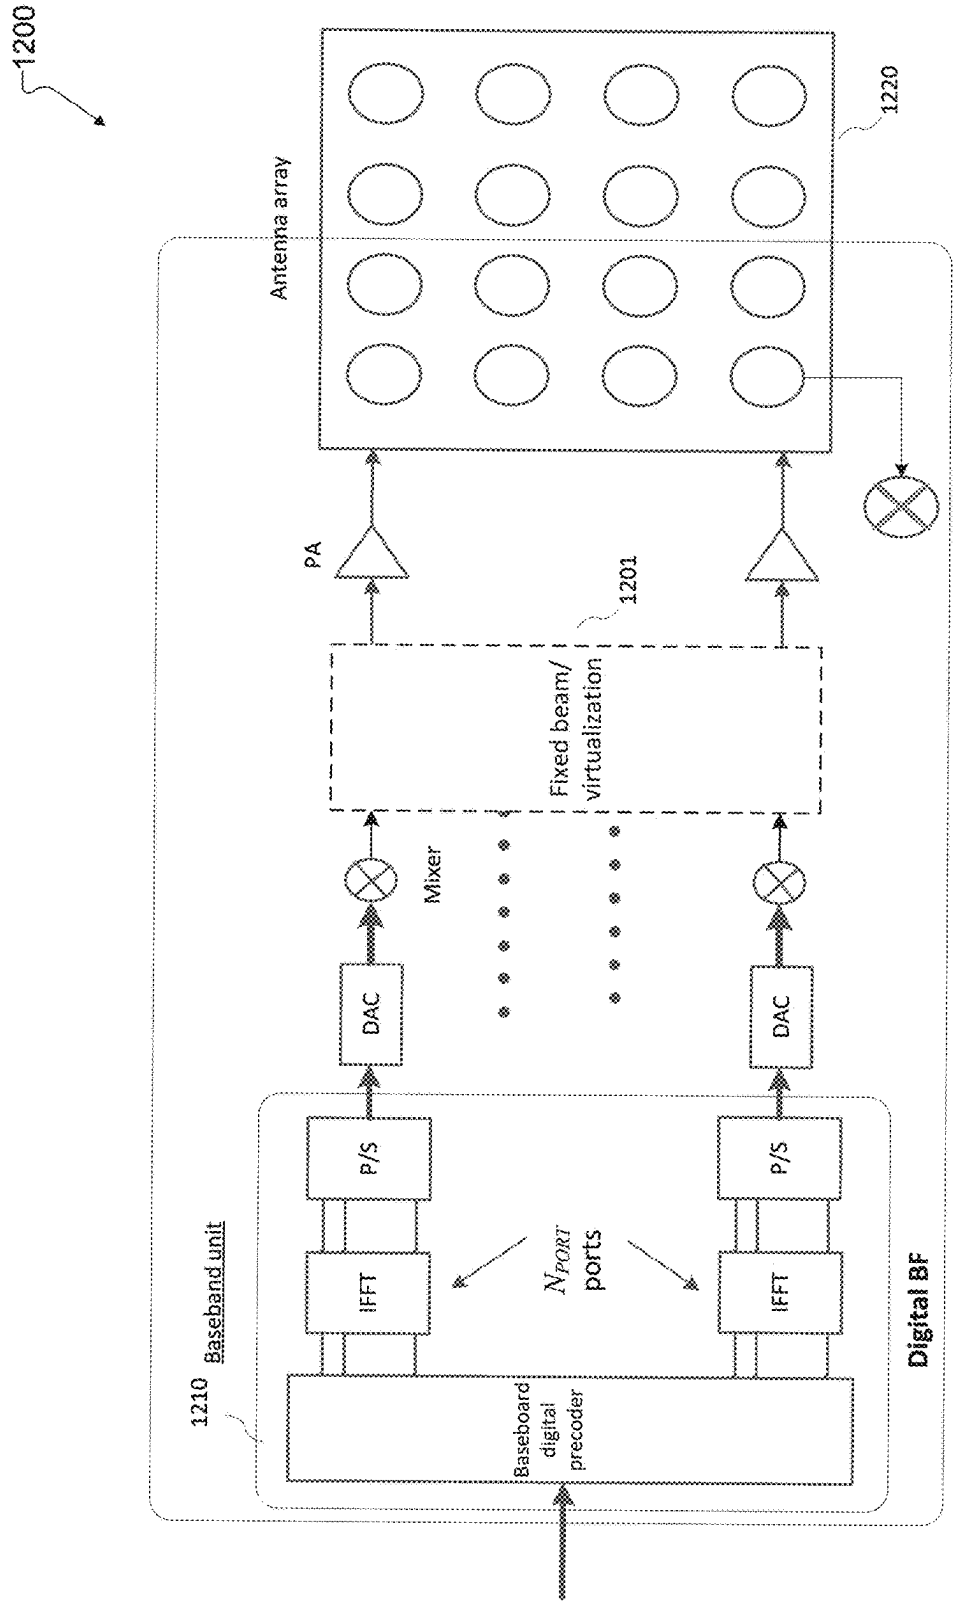 1200
Antenna array
1220
PA
1201
Fixed beam/
virtualization
Mixer
DAC
DAC
P/S
P/S
Baseband unit
IFFT
N_PORT
ports
IFFT
Digital BF
1210
Baseboard
digital
precoder